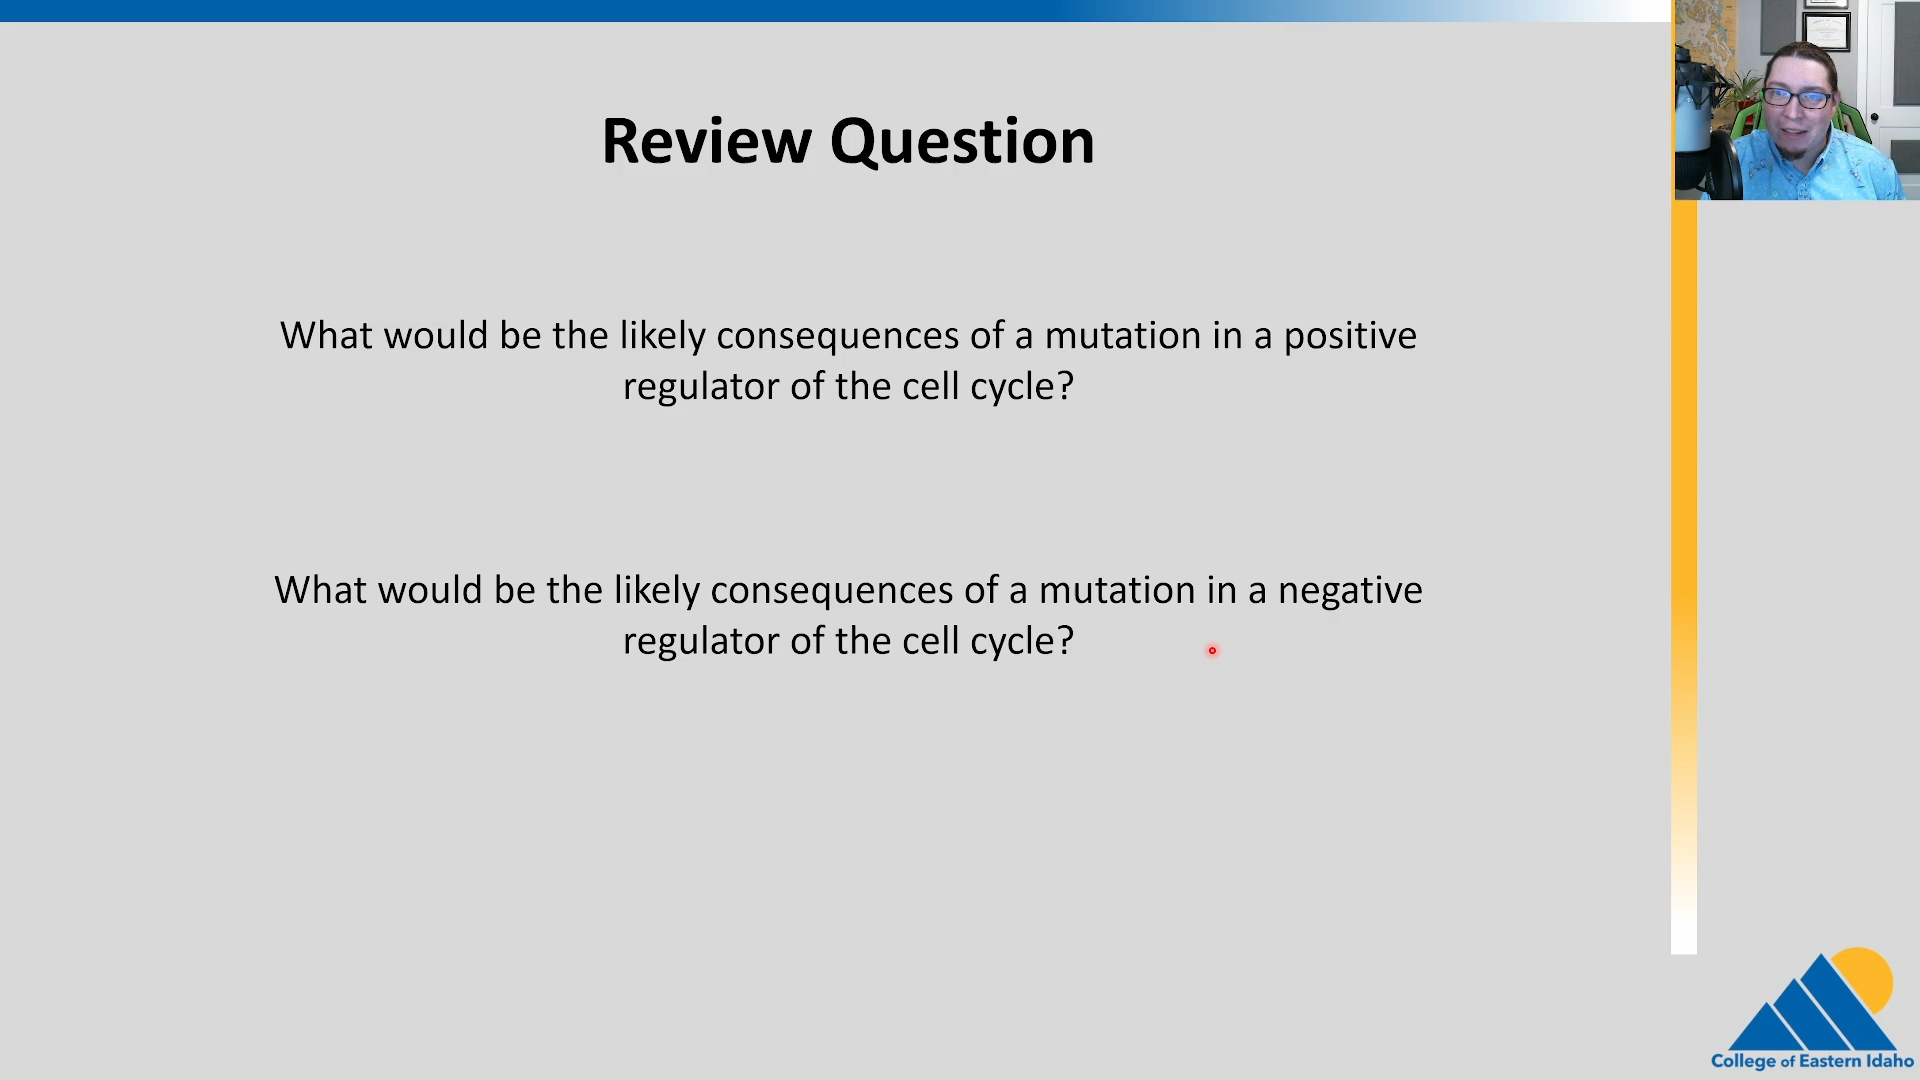 Review Question
What would be the likely consequences of a mutation in a positive
regulator of the cell cycle?
What would be the likely consequences of a mutation in a negative
regulator of the cell cycle?
College of Eastern Idaho